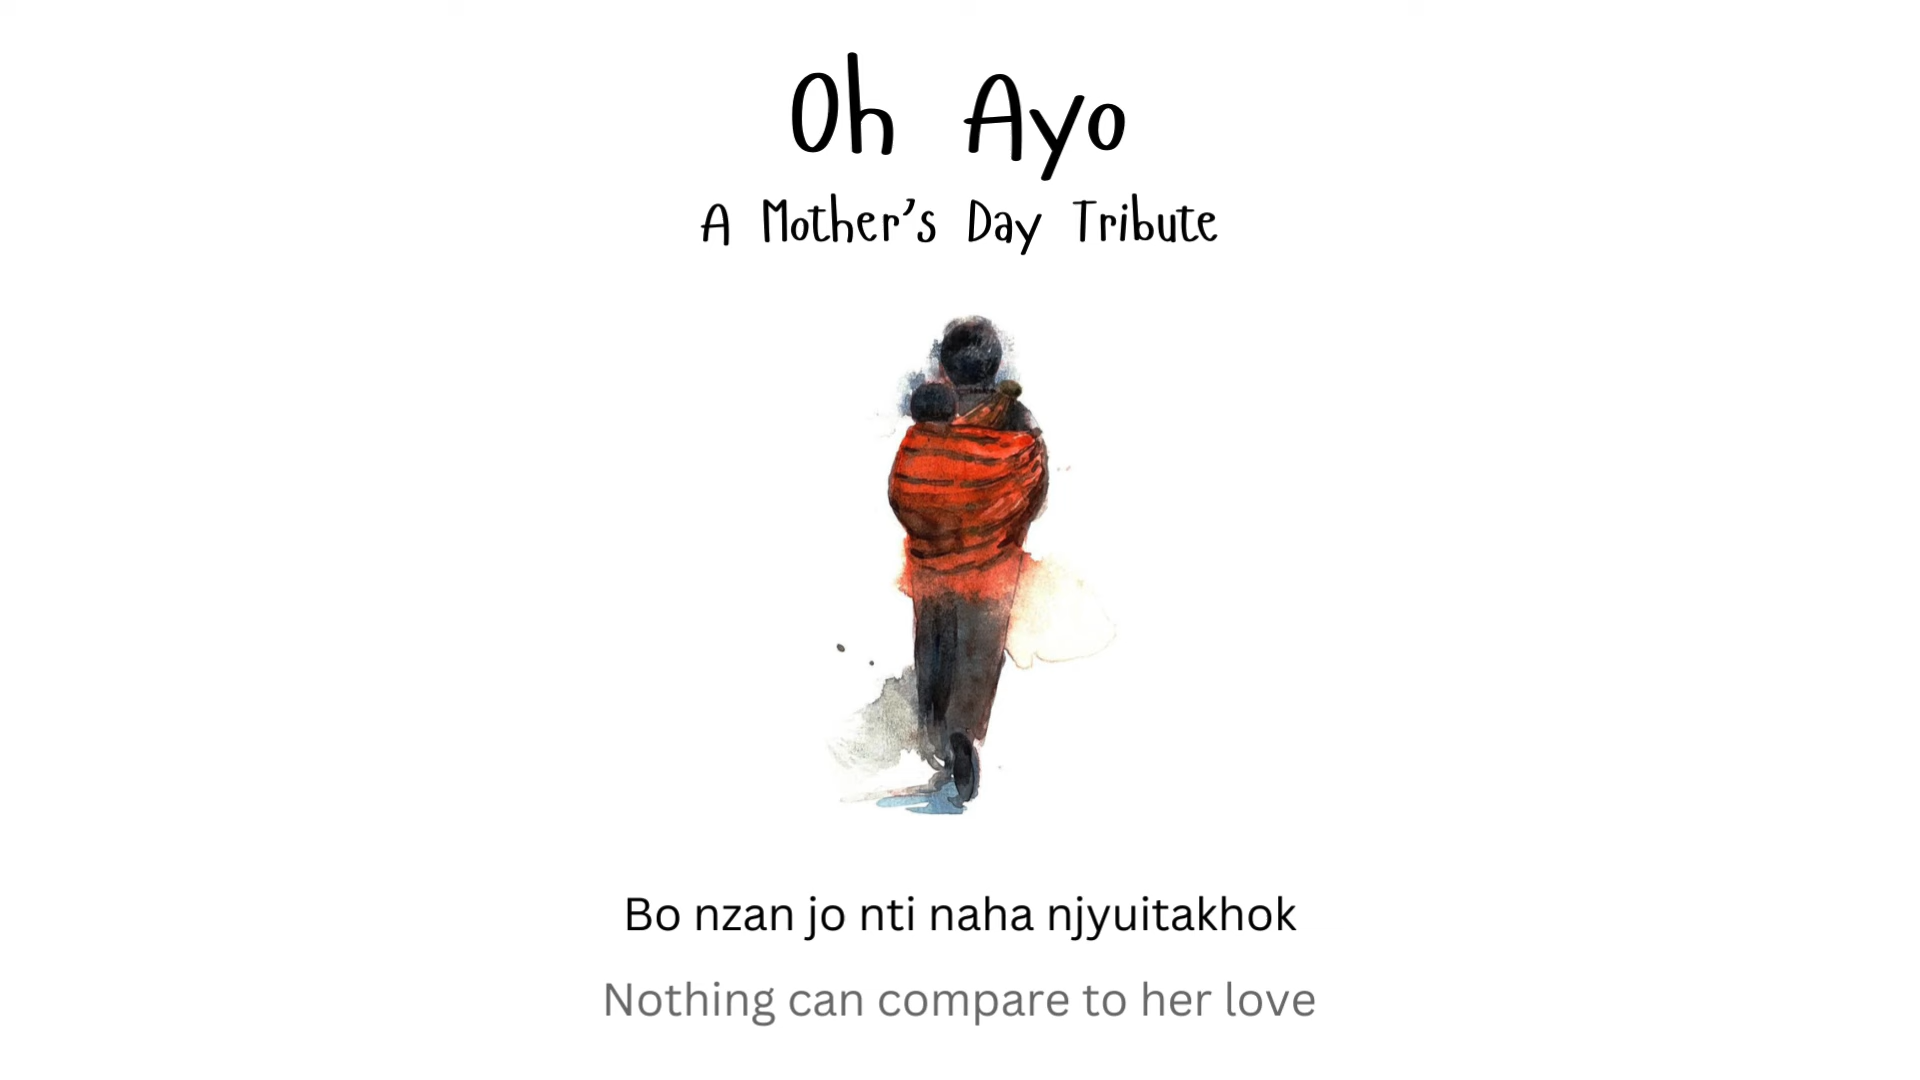 Oh Ayo
A Mother's Day Tribute
Bo nzan jo nti naha njyuitakhok
Nothing can compare to her love